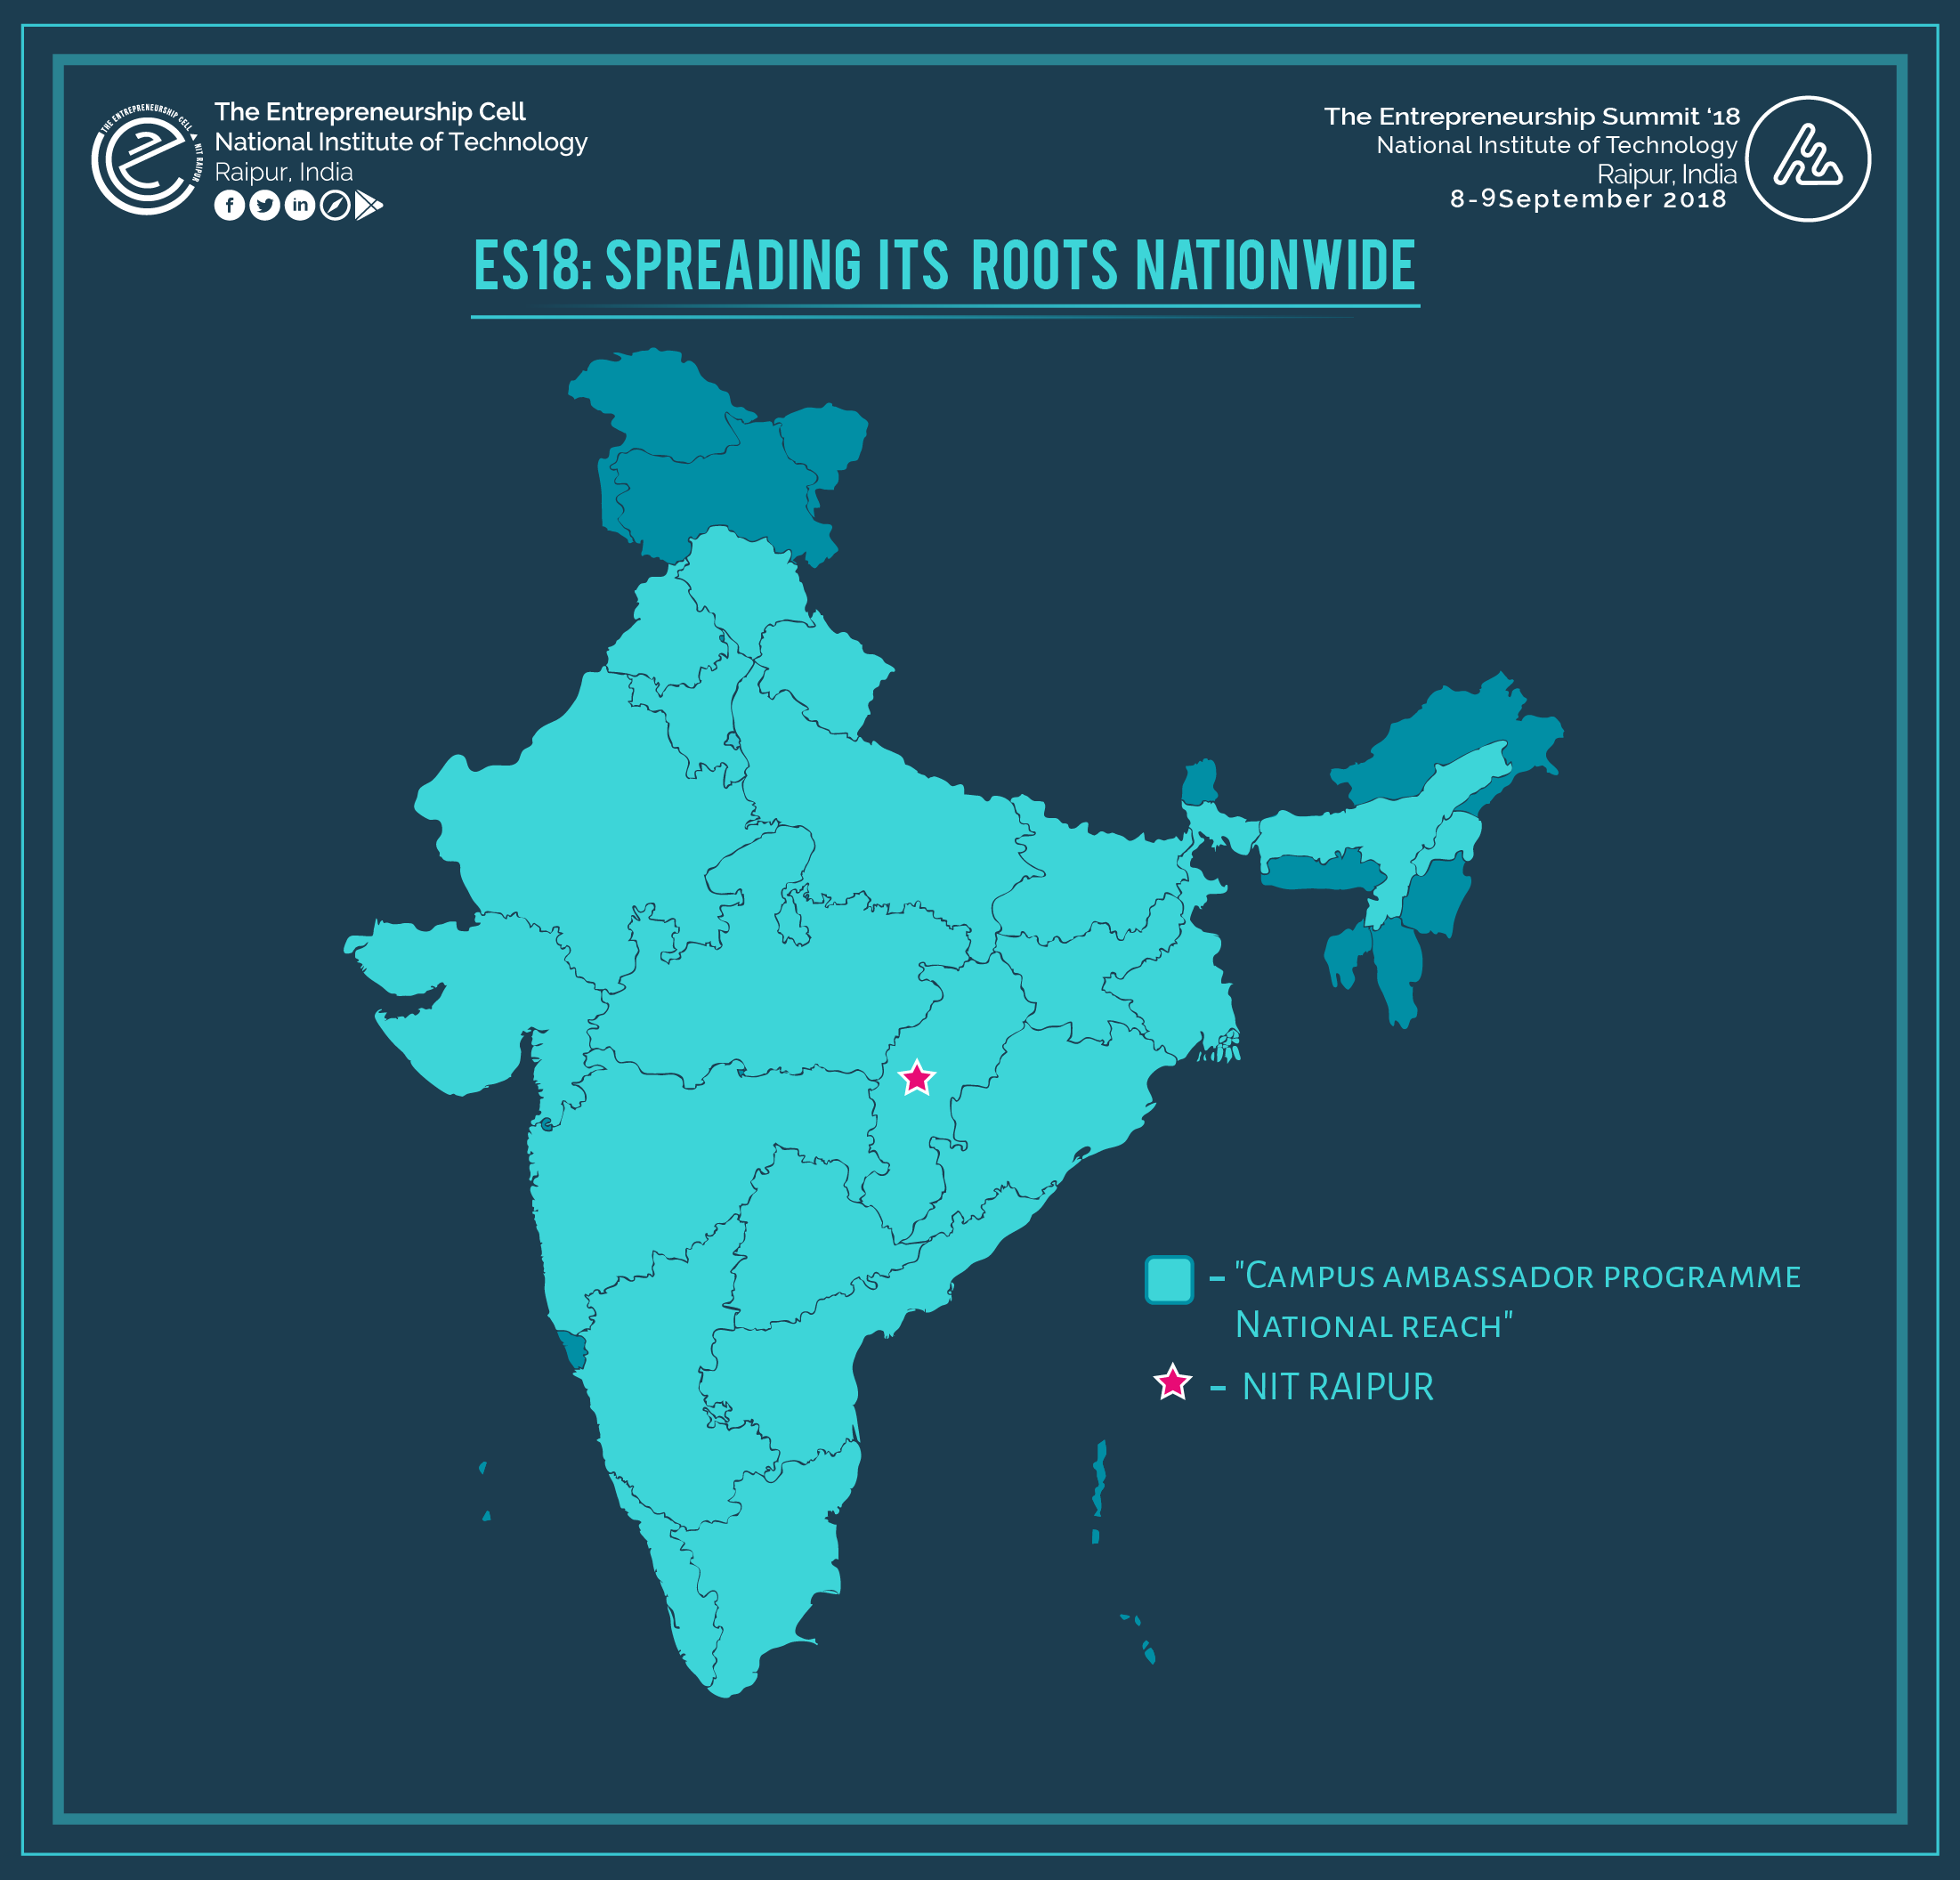 THE ENTREPRENEURSHIP CELL ▲ NIT RAIPUR
The Entrepreneurship Cell
National Institute of Technology
Raipur, India
The Entrepreneurship Summit ‘18
National Institute of Technology
Raipur, India
8-9September 2018
ES18: SPREADING ITS ROOTS NATIONWIDE
- "Campus ambassador programme
National reach"
- NIT RAIPUR